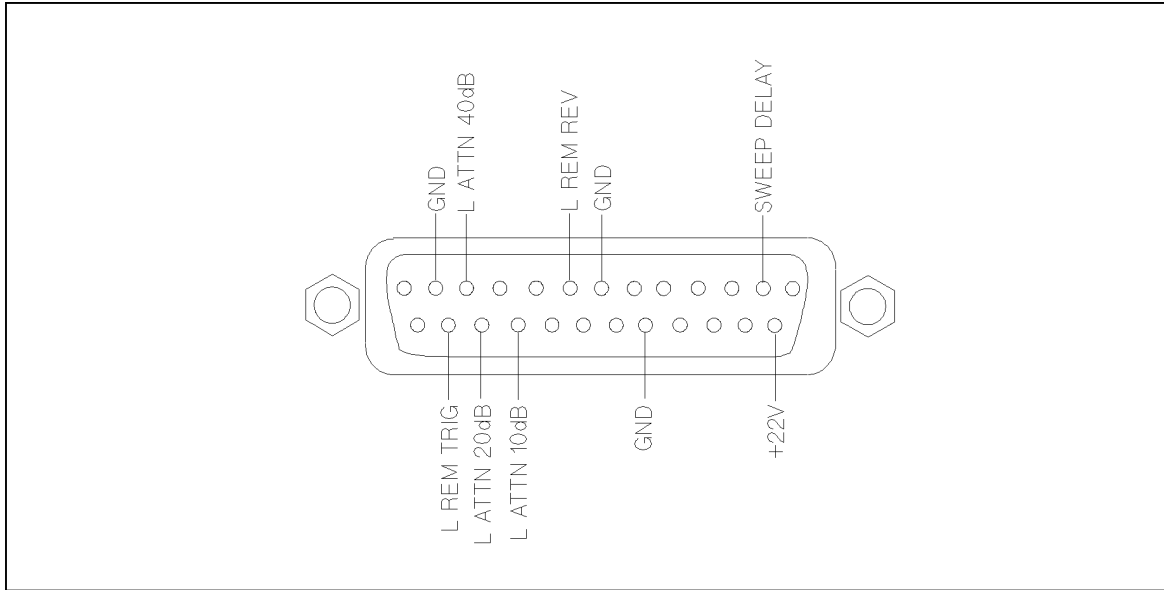 GND
L ATTN 40dB
L REM REV
GND
SWEEP DELAY
L REM TRIG
L ATTN 20dB
L ATTN 10dB
GND
+22V